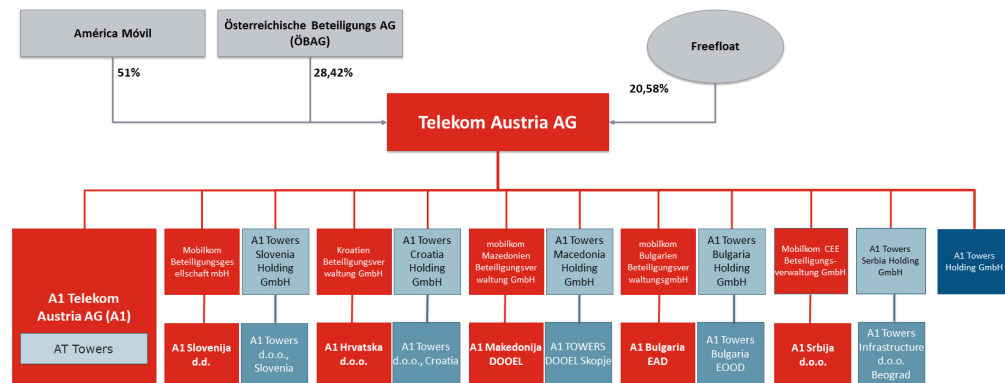 América Móvil
Österreichische Beteiligungs AG
(ÖBAG)
Freefloat
51%
28,42%
20,58%
Telekom Austria AG
A1 Telekom
Austria AG (A1)
AT Towers
Mobilkom
Beteiligungsges
ellschaft mbH
A1 Towers
Slovenia
Holding
GmbH
Kroatien
Beteiligungsver
waltung GmbH
A1 Towers
Croatia
Holding
GmbH
mobilkom
Mazedonien
Beteiligungsver
waltung GmbH
A1 Towers
Macedonia
Holding
GmbH
mobilkom
Bulgarien
Beteiligungsver
waltungsgmbH
A1 Towers
Bulgaria
Holding
GmbH
Mobilkom CEE
Beteiligungs-
verwaltung GmbH
A1 Towers
Serbia Holding
GmbH
A1 Towers
Holding GmbH
A1 Slovenija
d.d.
A1 Towers
d.o.o.,
Slovenia
A1 Hrvatska
d.o.o.
A1 Towers
d.o.o., Croatia
A1 Makedonija
DOOEL
A1 TOWERS
DOOEL Skopje
A1 Bulgaria
EAD
A1 Towers
Bulgaria
EOOD
A1 Srbija
d.o.o.
A1 Towers
Infrastructure
d.o.o.
Beograd